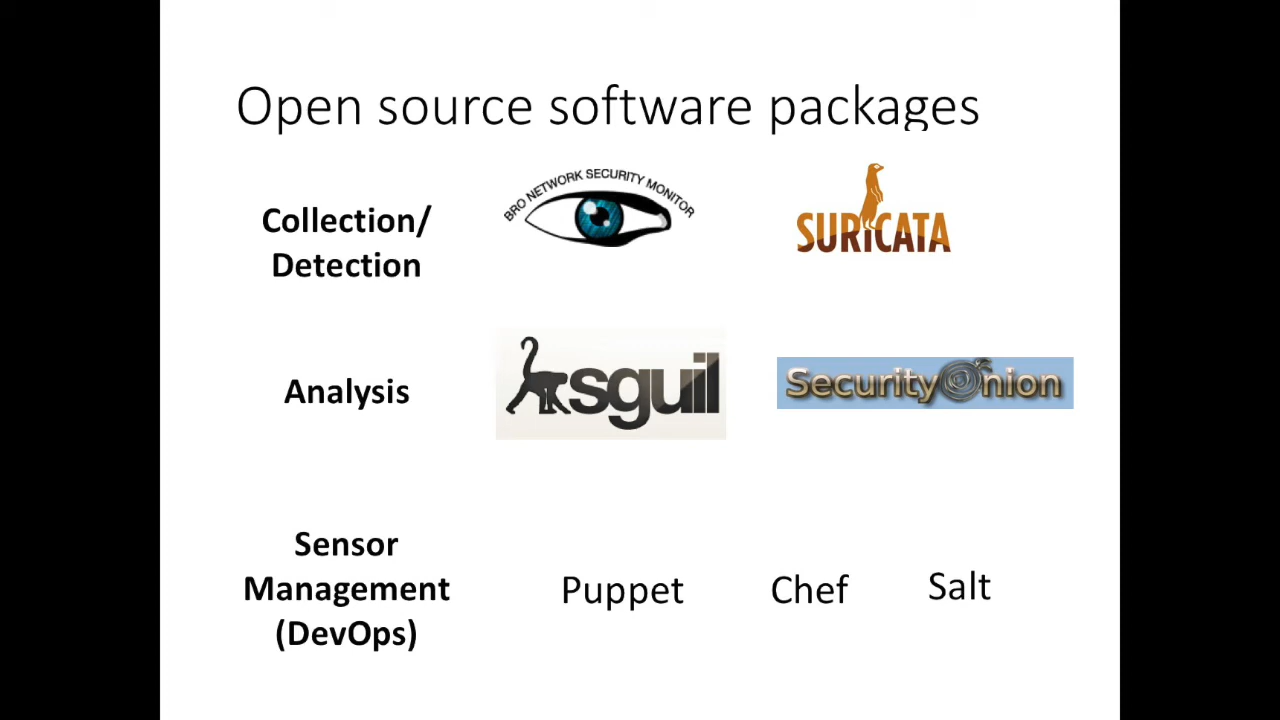 Open source software packages
Collection/
Detection
BRO NETWORK SECURITY MONITOR
SURICATA
Analysis
sguil
SecurityOnion
Sensor
Management
(DevOps)
Puppet
Chef
Salt